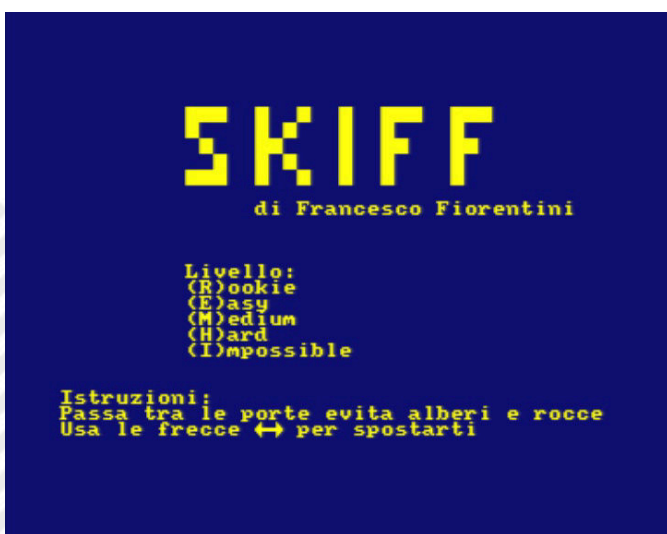 SKIFF
di Francesco Fiorentini
Livello:
(R)ookie
(E)asy
(M)edium
(H)ard
(I)mpossible
Istruzioni:
Passa tra le porte evita alberi e rocce
Usa le frecce ↔ per spostarti